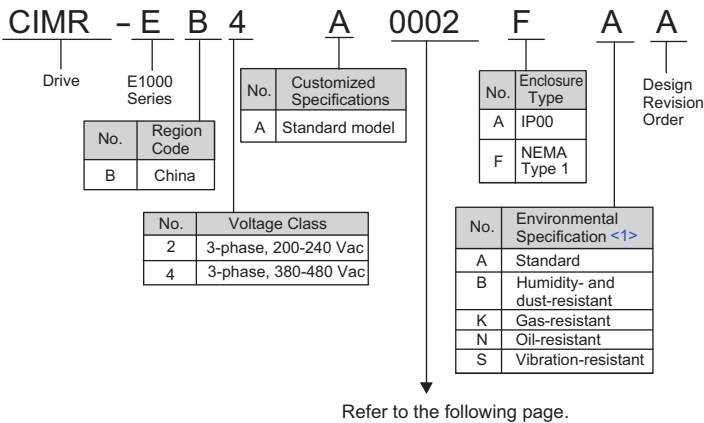 CIMR - E B 4 A 0002 F A A
Drive
E1000
Series
No. Region
Code
B China
No. Customized
Specifications
A Standard model
No. Enclosure
Type
A IP00
F NEMA
Type 1
Design
Revision
Order
No. Voltage Class
2 3-phase, 200-240 Vac
4 3-phase, 380-480 Vac
No. Environmental
Specification <1>
A Standard
B Humidity- and
dust-resistant
K Gas-resistant
N Oil-resistant
S Vibration-resistant
Refer to the following page.